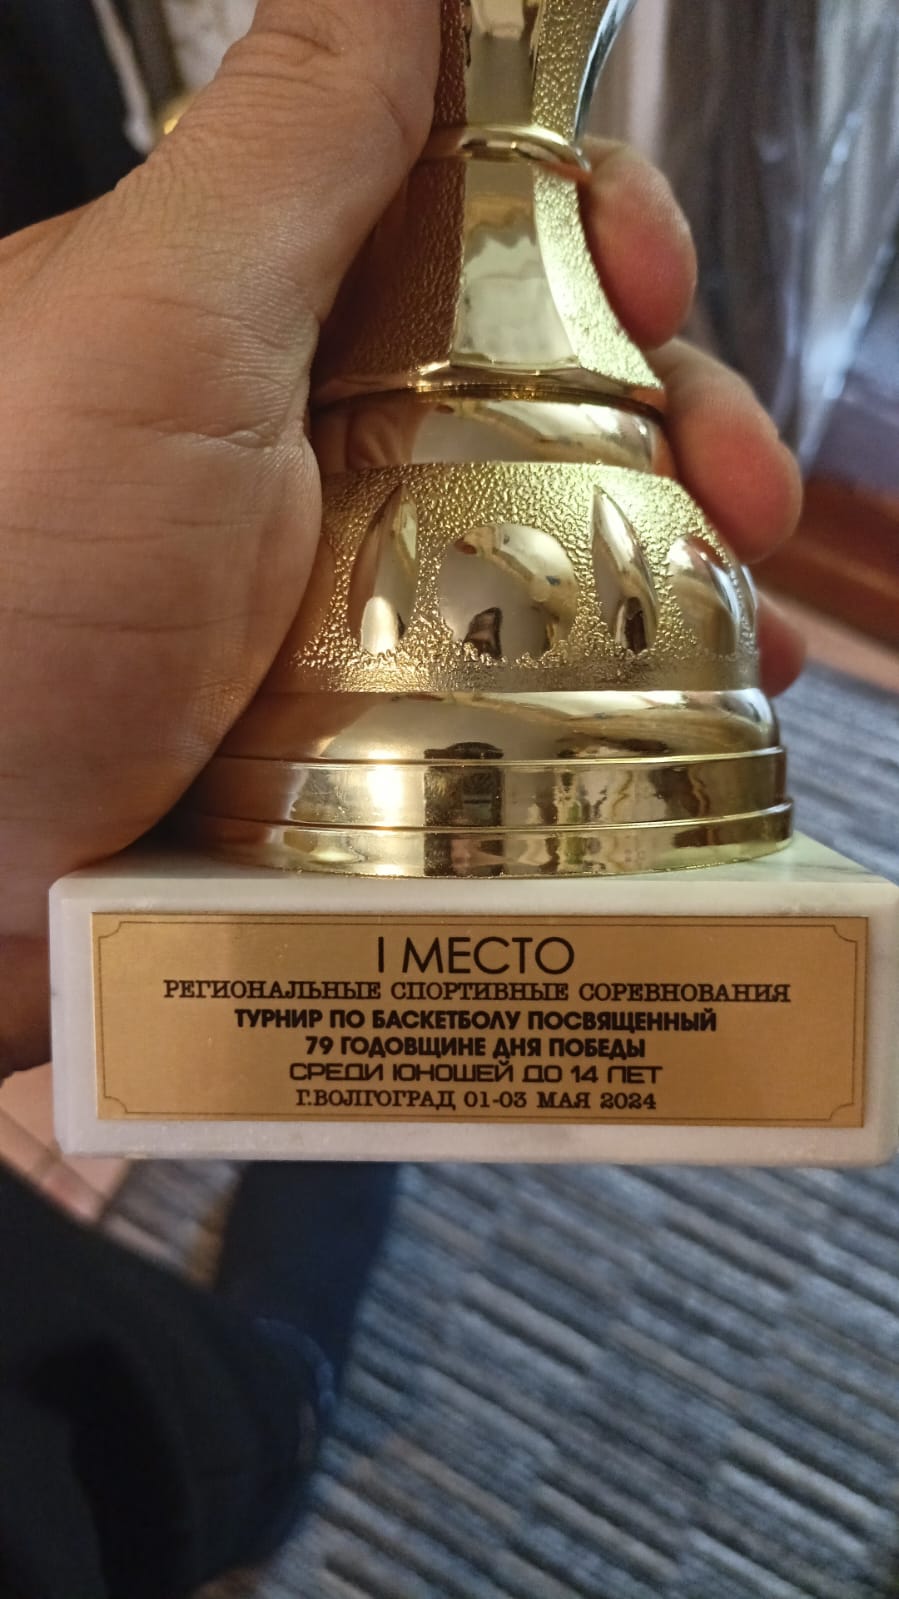 I МЕСТО
РЕГИОНАЛЬНЫЕ СПОРТИВНЫЕ СОРЕВНОВАНИЯ
ТУРНИР ПО БАСКЕТБОЛУ ПОСВЯЩЕННЫЙ
79 ГОДОВЩИНЕ ДНЯ ПОБЕДЫ
СРЕДИ ЮНОШЕЙ ДО 14 ЛЕТ
Г.ВОЛГОГРАД 01-03 МАЯ 2024